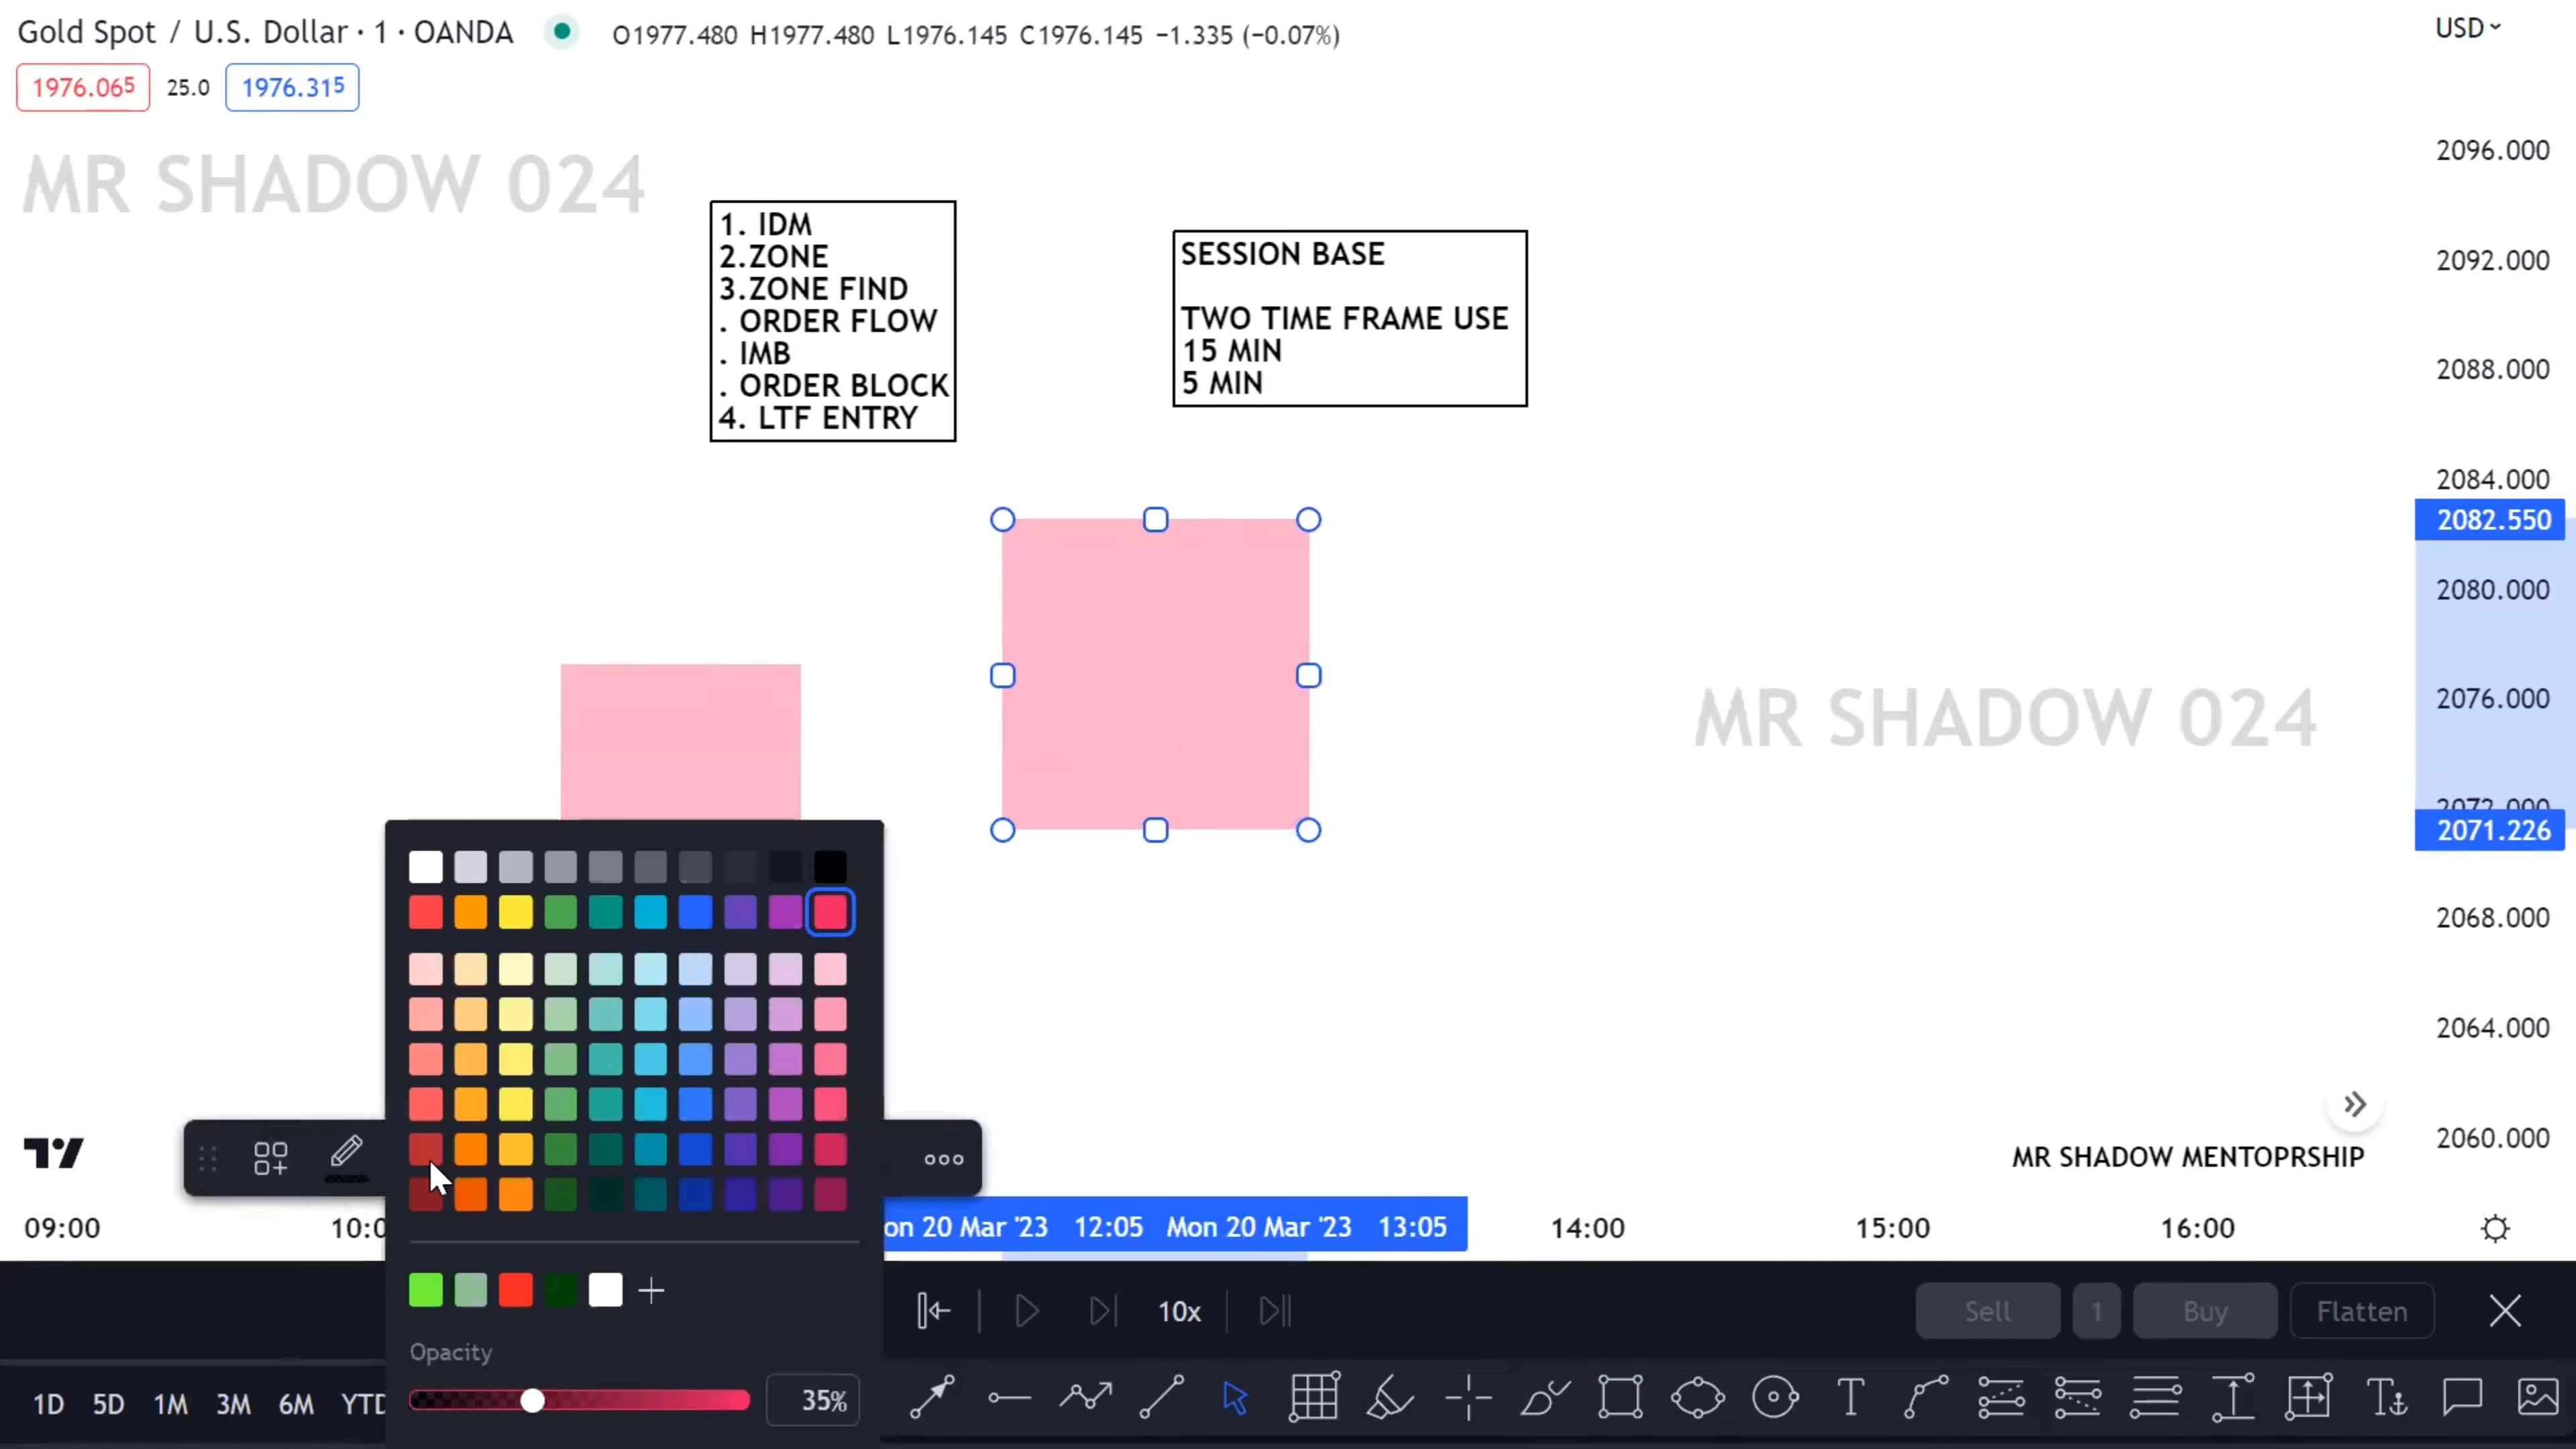 Gold Spot / U.S. Dollar · 1 · OANDA
O1977.480 H1977.480 L1976.145 C1976.145 −1.335 (−0.07%)
USD
1976.065 25.0 1976.315
MR SHADOW 024
1. IDM
2.ZONE
3.ZONE FIND
. ORDER FLOW
. IMB
. ORDER BLOCK
4. LTF ENTRY
SESSION BASE
TWO TIME FRAME USE
15 MIN
5 MIN
2096.000
2092.000
2088.000
2084.000
2082.550
2080.000
2076.000
2072.000
2071.226
2068.000
2064.000
2060.000
MR SHADOW 024
MR SHADOW MENTOPRSHIP
09:00
10:0
on 20 Mar '23 12:05 Mon 20 Mar '23 13:05
14:00
15:00
16:00
10x
Sell 1 Buy Flatten
Opacity
35%
1D 5D 1M 3M 6M YTD